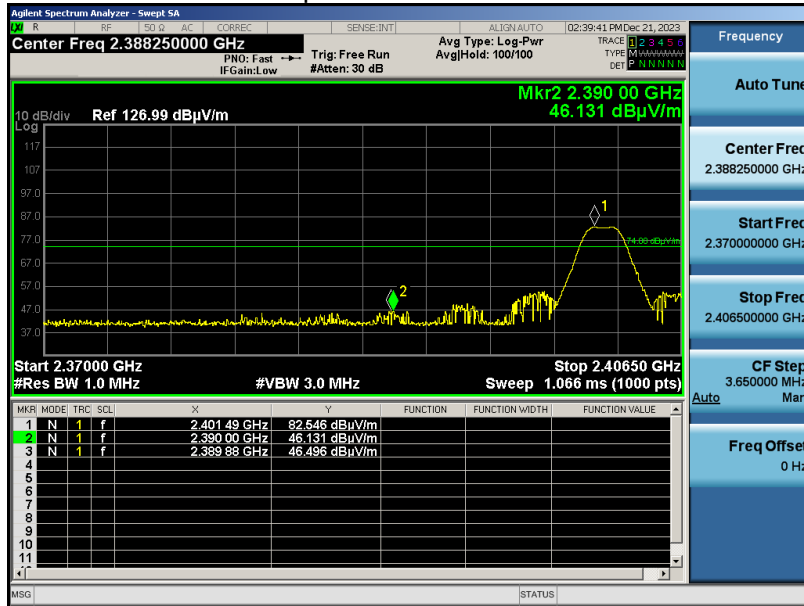 Agilent Spectrum Analyzer - Swept SA
LXI R RF 50 Ω AC CORREC SENSE:INT ALIGN AUTO 02:39:41 PM Dec 21, 2023
Center Freq 2.388250000 GHz
PNO: Fast
IFGain:Low
Trig: Free Run
#Atten: 30 dB
Avg Type: Log-Pwr
Avg|Hold: 100/100
TRACE 1 2 3 4 5 6
TYPE M
DET P N N N N N
Mkr2 2.390 00 GHz
46.131 dBμV/m
10 dB/div Ref 126.99 dBμV/m
Log
117
107
97.0
87.0
77.0
67.0
57.0
47.0
37.0
1
2
74.00 dBμV/m
Start 2.37000 GHz Stop 2.40650 GHz
#Res BW 1.0 MHz #VBW 3.0 MHz Sweep 1.066 ms (1000 pts)
MKR MODE TRC SCL X Y FUNCTION FUNCTION WIDTH FUNCTION VALUE
1 N 1 f 2.401 49 GHz 82.546 dBμV/m
2 N 1 f 2.390 00 GHz 46.131 dBμV/m
3 N 1 f 2.389 88 GHz 46.496 dBμV/m
4
5
6
7
8
9
10
11
MSG STATUS
Frequency
Auto Tune
Center Freq
2.388250000 GHz
Start Freq
2.370000000 GHz
Stop Freq
2.406500000 GHz
CF Step
3.650000 MHz
Auto Man
Freq Offset
0 Hz